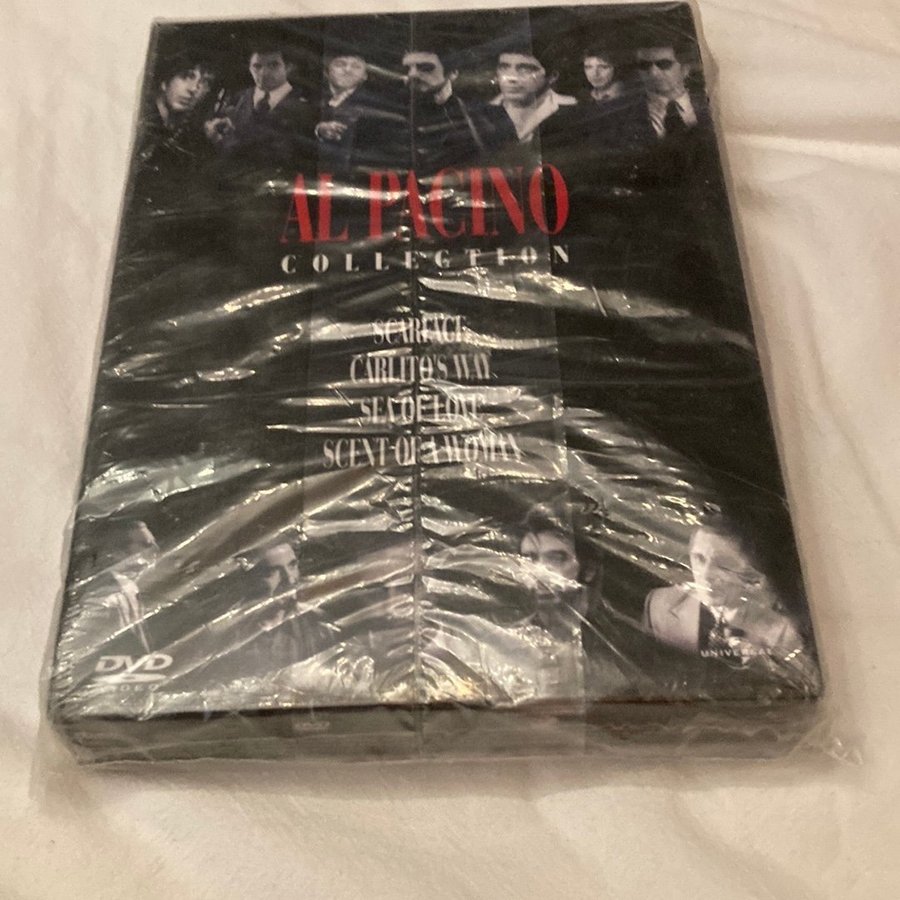 AL PACINO
COLLECTION
SCARFACE
CARLITO'S WAY
SEA OF LOVE
SCENT OF A WOMAN
DVD
VIDEO
UNIVERSAL